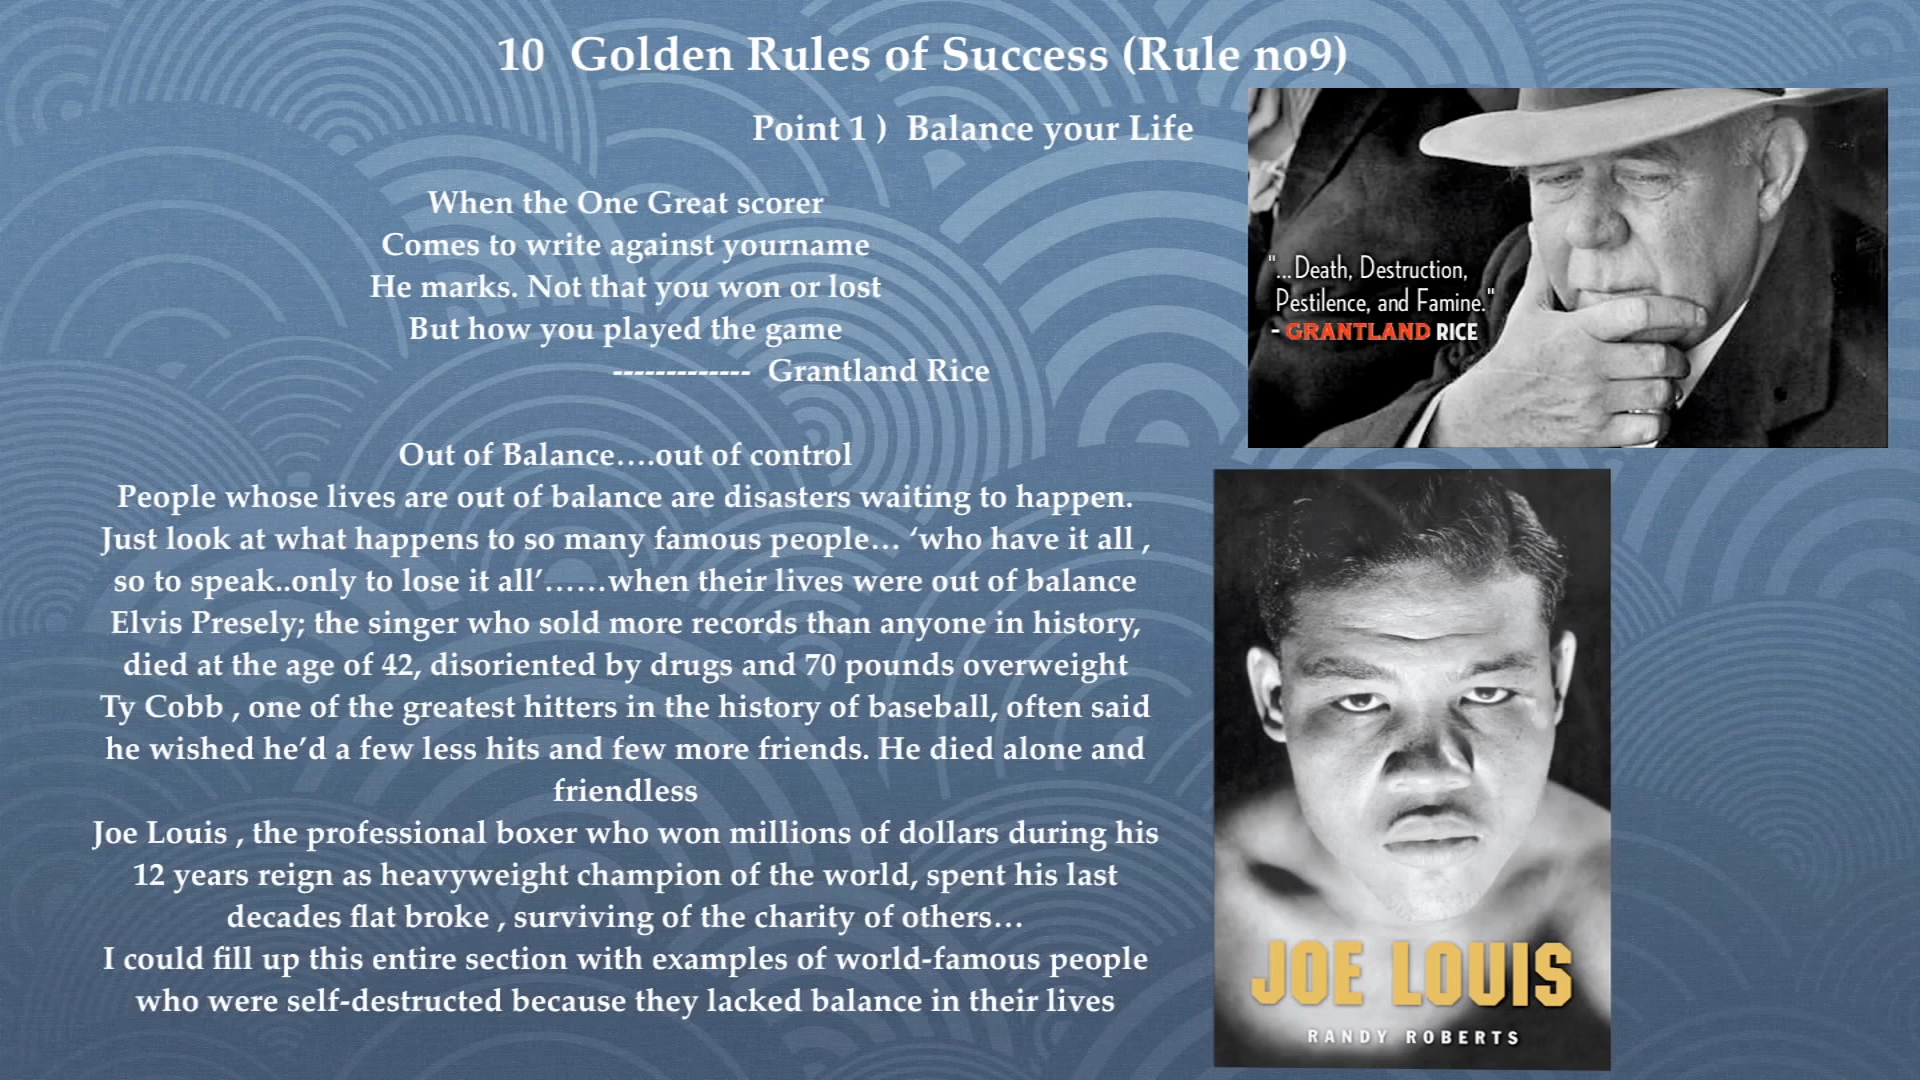 10 Golden Rules of Success (Rule no9)
Point 1 ) Balance your Life
When the One Great scorer
Comes to write against yourname
He marks. Not that you won or lost
But how you played the game
------------- Grantland Rice
"...Death, Destruction,
Pestilence, and Famine."
- GRANTLAND RICE
Out of Balance….out of control
People whose lives are out of balance are disasters waiting to happen.
Just look at what happens to so many famous people… ‘who have it all ,
so to speak..only to lose it all’……when their lives were out of balance
Elvis Presely; the singer who sold more records than anyone in history,
died at the age of 42, disoriented by drugs and 70 pounds overweight
Ty Cobb , one of the greatest hitters in the history of baseball, often said
he wished he’d a few less hits and few more friends. He died alone and
friendless
Joe Louis , the professional boxer who won millions of dollars during his
12 years reign as heavyweight champion of the world, spent his last
decades flat broke , surviving of the charity of others…
I could fill up this entire section with examples of world-famous people
who were self-destructed because they lacked balance in their lives
JOE LOUIS
RANDY ROBERTS